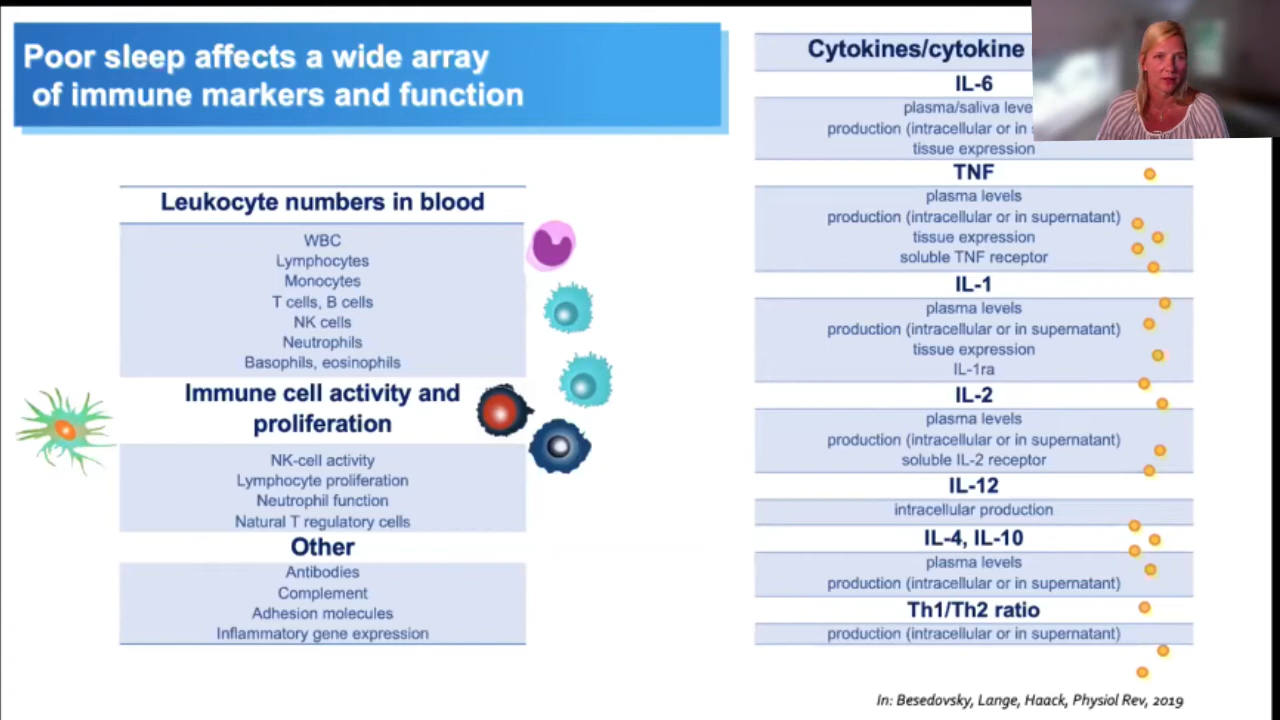 Poor sleep affects a wide array
of immune markers and function
Leukocyte numbers in blood
WBC
Lymphocytes
Monocytes
T cells, B cells
NK cells
Neutrophils
Basophils, eosinophils
Immune cell activity and
proliferation
NK-cell activity
Lymphocyte proliferation
Neutrophil function
Natural T regulatory cells
Other
Antibodies
Complement
Adhesion molecules
Inflammatory gene expression
Cytokines/cytokine
IL-6
plasma/saliva
production (intracellular or in
tissue expression
TNF
plasma levels
production (intracellular or in supernatant)
tissue expression
soluble TNF receptor
IL-1
plasma levels
production (intracellular or in supernatant)
tissue expression
IL-1ra
IL-2
plasma levels
production (intracellular or in supernatant)
soluble IL-2 receptor
IL-12
intracellular production
IL-4, IL-10
plasma levels
production (intracellular or in supernatant)
Th1/Th2 ratio
production (intracellular or in supernatant)
In: Besedovsky, Lange, Haack, Physiol Rev, 2019